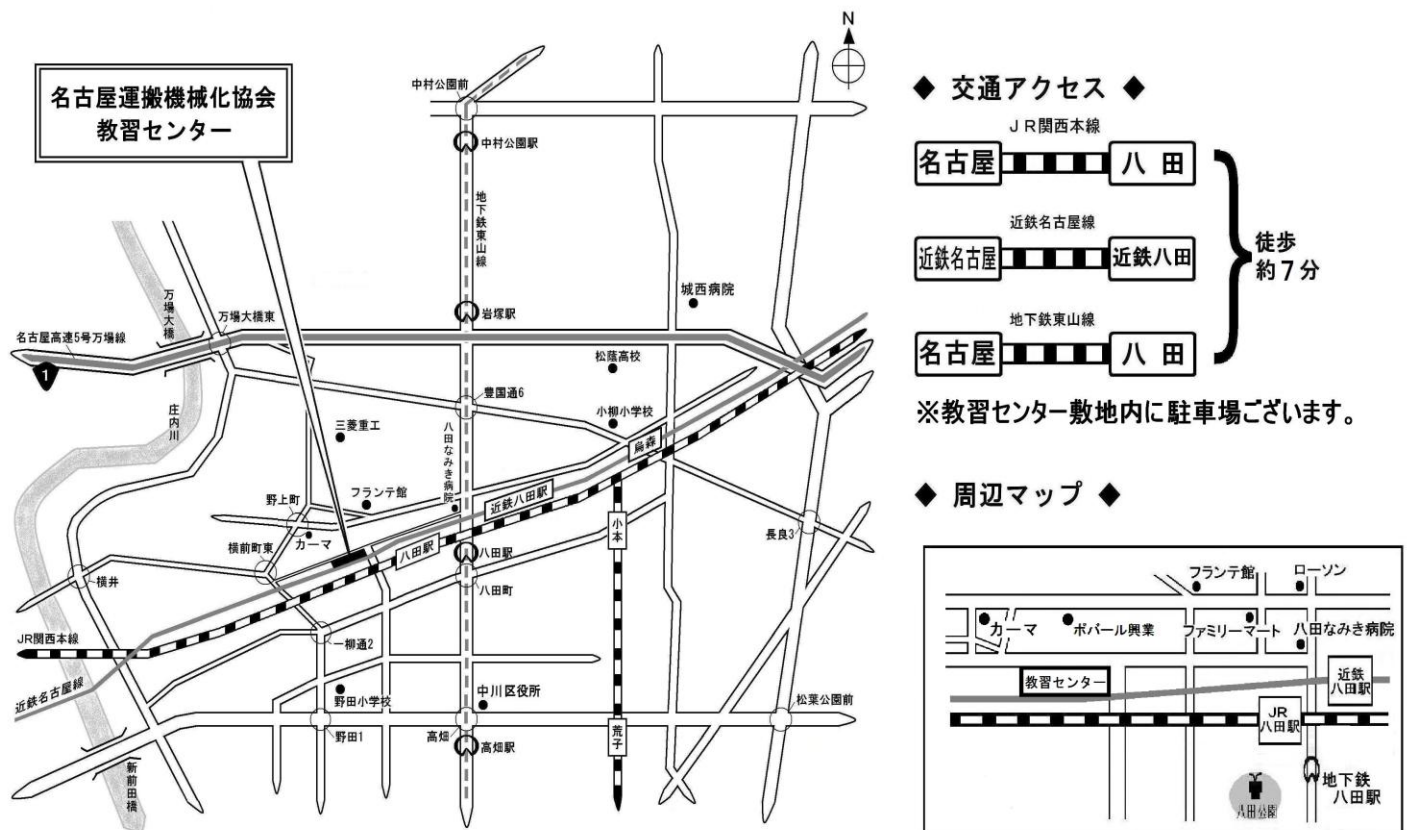 N
名古屋運搬機械化協会
教習センター
中村公園前
中村公園駅
地下鉄東山線
城西病院
岩塚駅
万場大橋
万場大橋東
名古屋高速5号万場線
1
松蔭高校
豊国通6
小柳小学校
庄内川
三菱重工
八田なみき病院
烏森
フランテ館
近鉄八田駅
野上町
カーマ
小本
長良3
横前町東
八田駅
八田駅
横井
八田町
JR関西本線
一柳通2
近鉄名古屋線
野田小学校
中川区役所
松葉公園前
野田1
高畑
高畑駅
荒子
新前田橋
◆ 交通アクセス ◆
ＪＲ関西本線
名古屋 八 田
近鉄名古屋線
近鉄名古屋 近鉄八田
徒歩
約７分
地下鉄東山線
名古屋 八 田
※教習センター敷地内に駐車場ございます。
◆ 周辺マップ ◆
フランテ館 ローソン
カーマ ポバール興業 ファミリーマート 八田なみき病院
教習センター
近鉄
八田駅
JR
八田駅
地下鉄
八田駅
八田公園